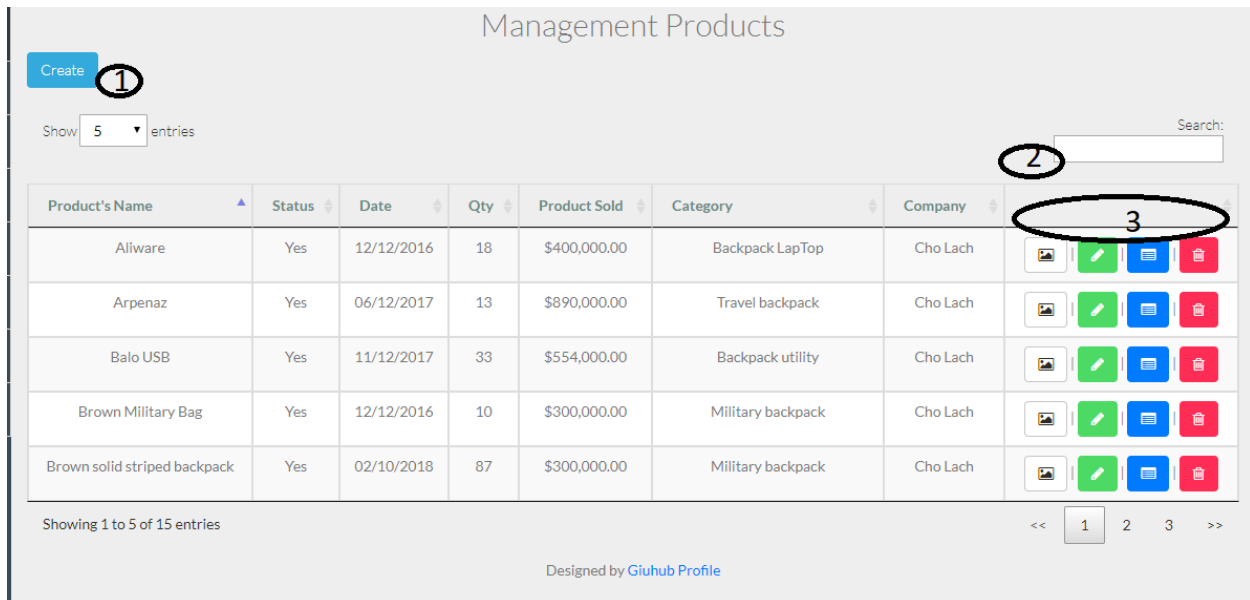 Management Products
Create
1
Show 5 entries
Search:
2
Product's Name Status Date Qty Product Sold Category Company
3
Aliware Yes 12/12/2016 18 $400,000.00 Backpack LapTop Cho Lach | | |
Arpenaz Yes 06/12/2017 13 $890,000.00 Travel backpack Cho Lach | | |
Balo USB Yes 11/12/2017 33 $554,000.00 Backpack utility Cho Lach | | |
Brown Military Bag Yes 12/12/2016 10 $300,000.00 Military backpack Cho Lach | | |
Brown solid striped backpack Yes 02/10/2018 87 $300,000.00 Military backpack Cho Lach | | |
Showing 1 to 5 of 15 entries
<< 1 2 3 >>
Designed by Giuhub Profile